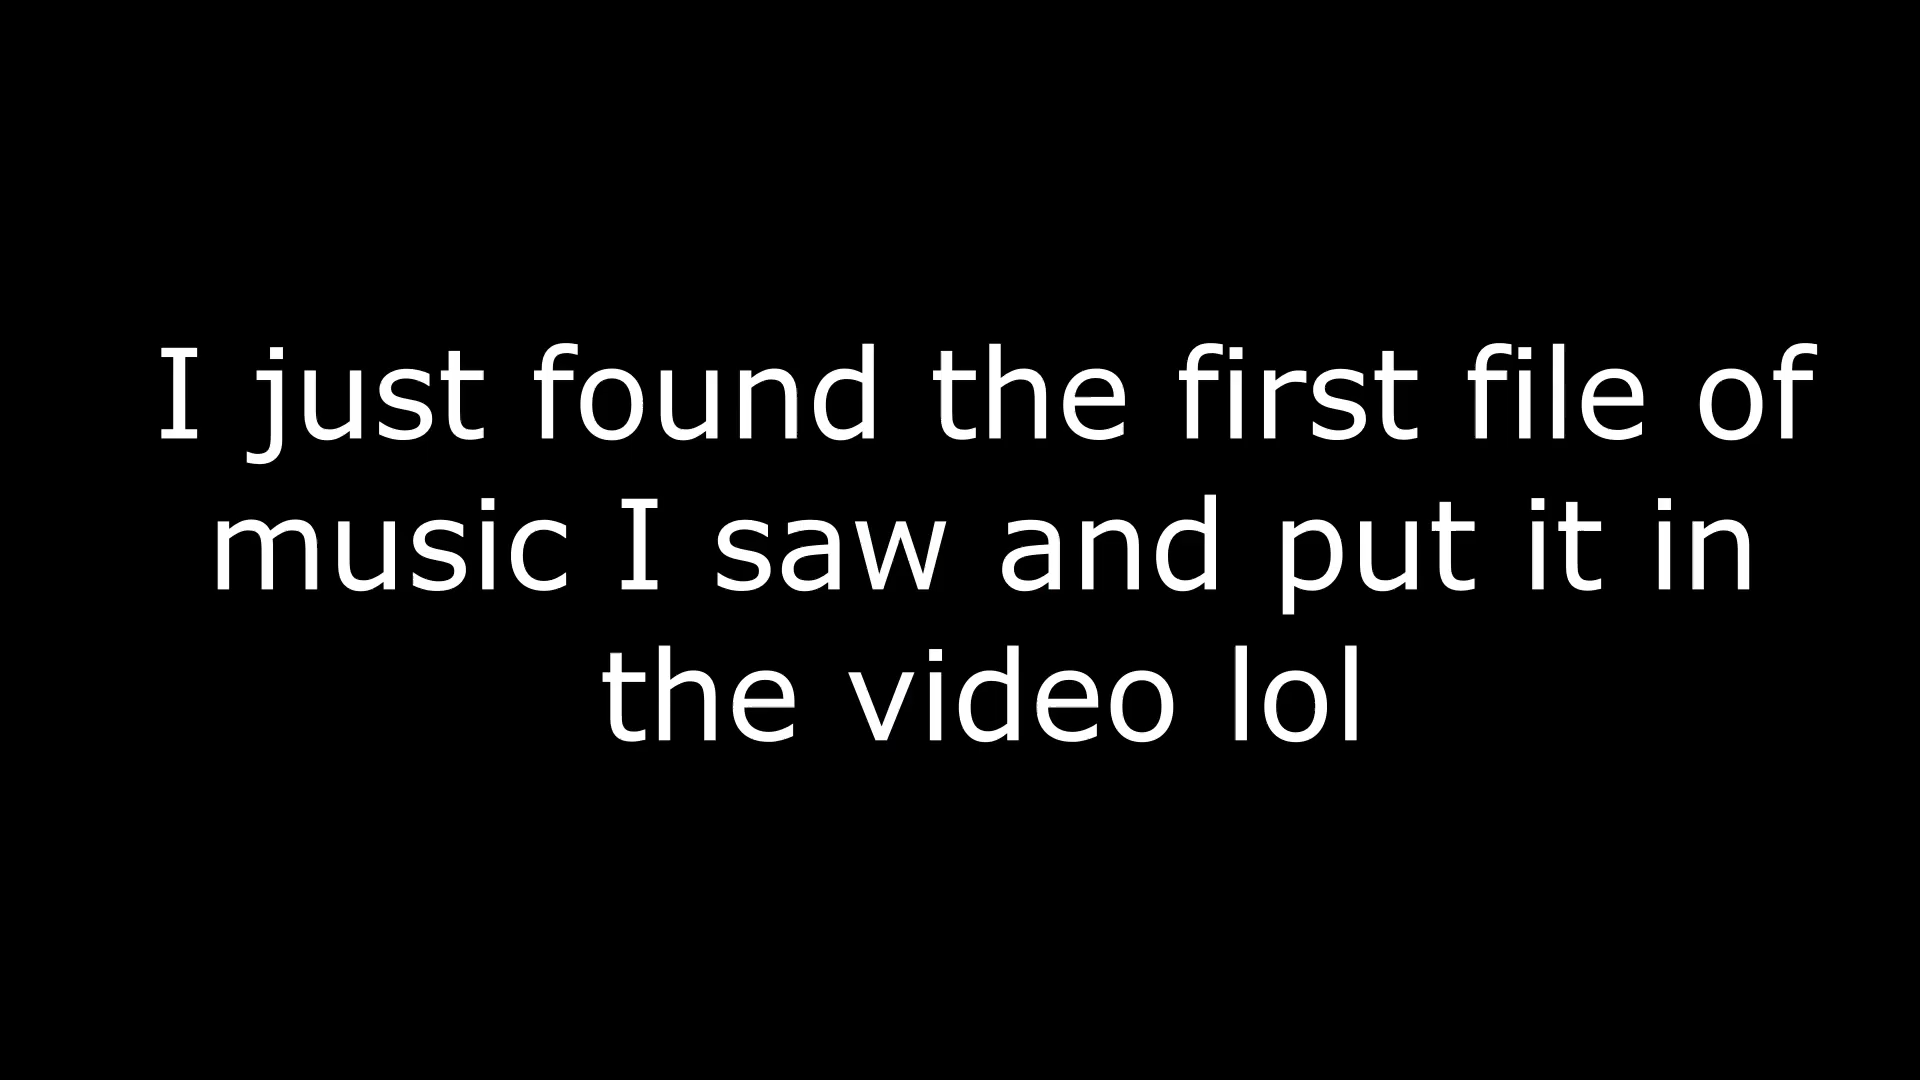 I just found the first file of
music I saw and put it in
the video lol